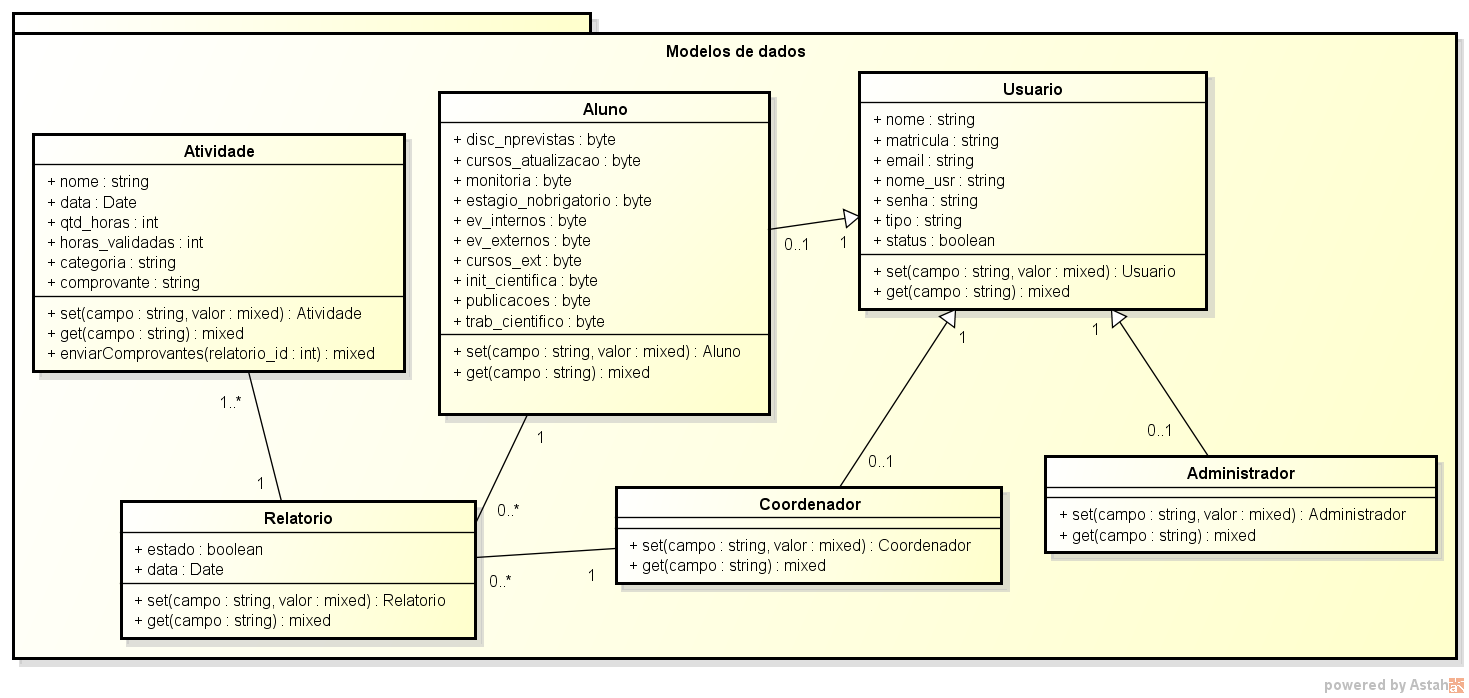 Modelos de dados
Atividade
+ nome : string
+ data : Date
+ qtd_horas : int
+ horas_validadas : int
+ categoria : string
+ comprovante : string
+ set(campo : string, valor : mixed) : Atividade
+ get(campo : string) : mixed
+ enviarComprovantes(relatorio_id : int) : mixed
1..*
1
Aluno
+ disc_nprevistas : byte
+ cursos_atualizacao : byte
+ monitoria : byte
+ estagio_nobrigatorio : byte
+ ev_internos : byte
+ ev_externos : byte
+ cursos_ext : byte
+ init_cientifica : byte
+ publicacoes : byte
+ trab_cientifico : byte
+ set(campo : string, valor : mixed) : Aluno
+ get(campo : string) : mixed
0..1
1
1
0..*
Usuario
+ nome : string
+ matricula : string
+ email : string
+ nome_usr : string
+ senha : string
+ tipo : string
+ status : boolean
+ set(campo : string, valor : mixed) : Usuario
+ get(campo : string) : mixed
1
1
0..1
0..1
Relatorio
+ estado : boolean
+ data : Date
+ set(campo : string, valor : mixed) : Relatorio
+ get(campo : string) : mixed
0..*
1
Coordenador
+ set(campo : string, valor : mixed) : Coordenador
+ get(campo : string) : mixed
Administrador
+ set(campo : string, valor : mixed) : Administrador
+ get(campo : string) : mixed
powered by Astah